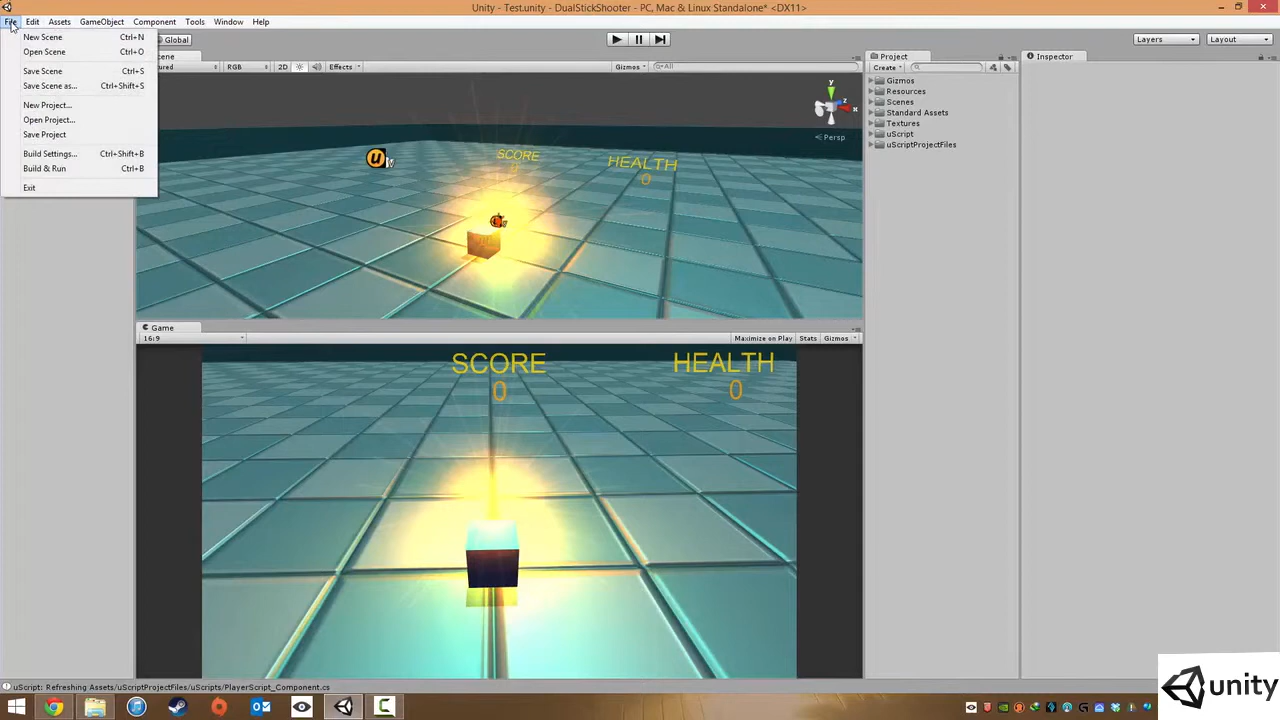 Unity - Test.unity - DualStickShooter - PC, Mac & Linux Standalone* <DX11>
File Edit Assets GameObject Component Tools Window Help
New Scene Ctrl+N
Open Scene Ctrl+O
Save Scene Ctrl+S
Save Scene as... Ctrl+Shift+S
New Project...
Open Project...
Save Project
Build Settings... Ctrl+Shift+B
Build & Run Ctrl+B
Exit
Global
Layers Layout
cene
ured RGB 2D Effects Gizmos All
y
z
x
Persp
SCORE
0
HEALTH
0
Game
16:9 Maximize on Play Stats Gizmos
SCORE
0
HEALTH
0
Project
Create
Gizmos
Resources
Scenes
Standard Assets
Textures
uScript
uScriptProjectFiles
Inspector
uScript: Refreshing Assets/uScriptProjectFiles/uScripts/PlayerScript_Component.cs
unity